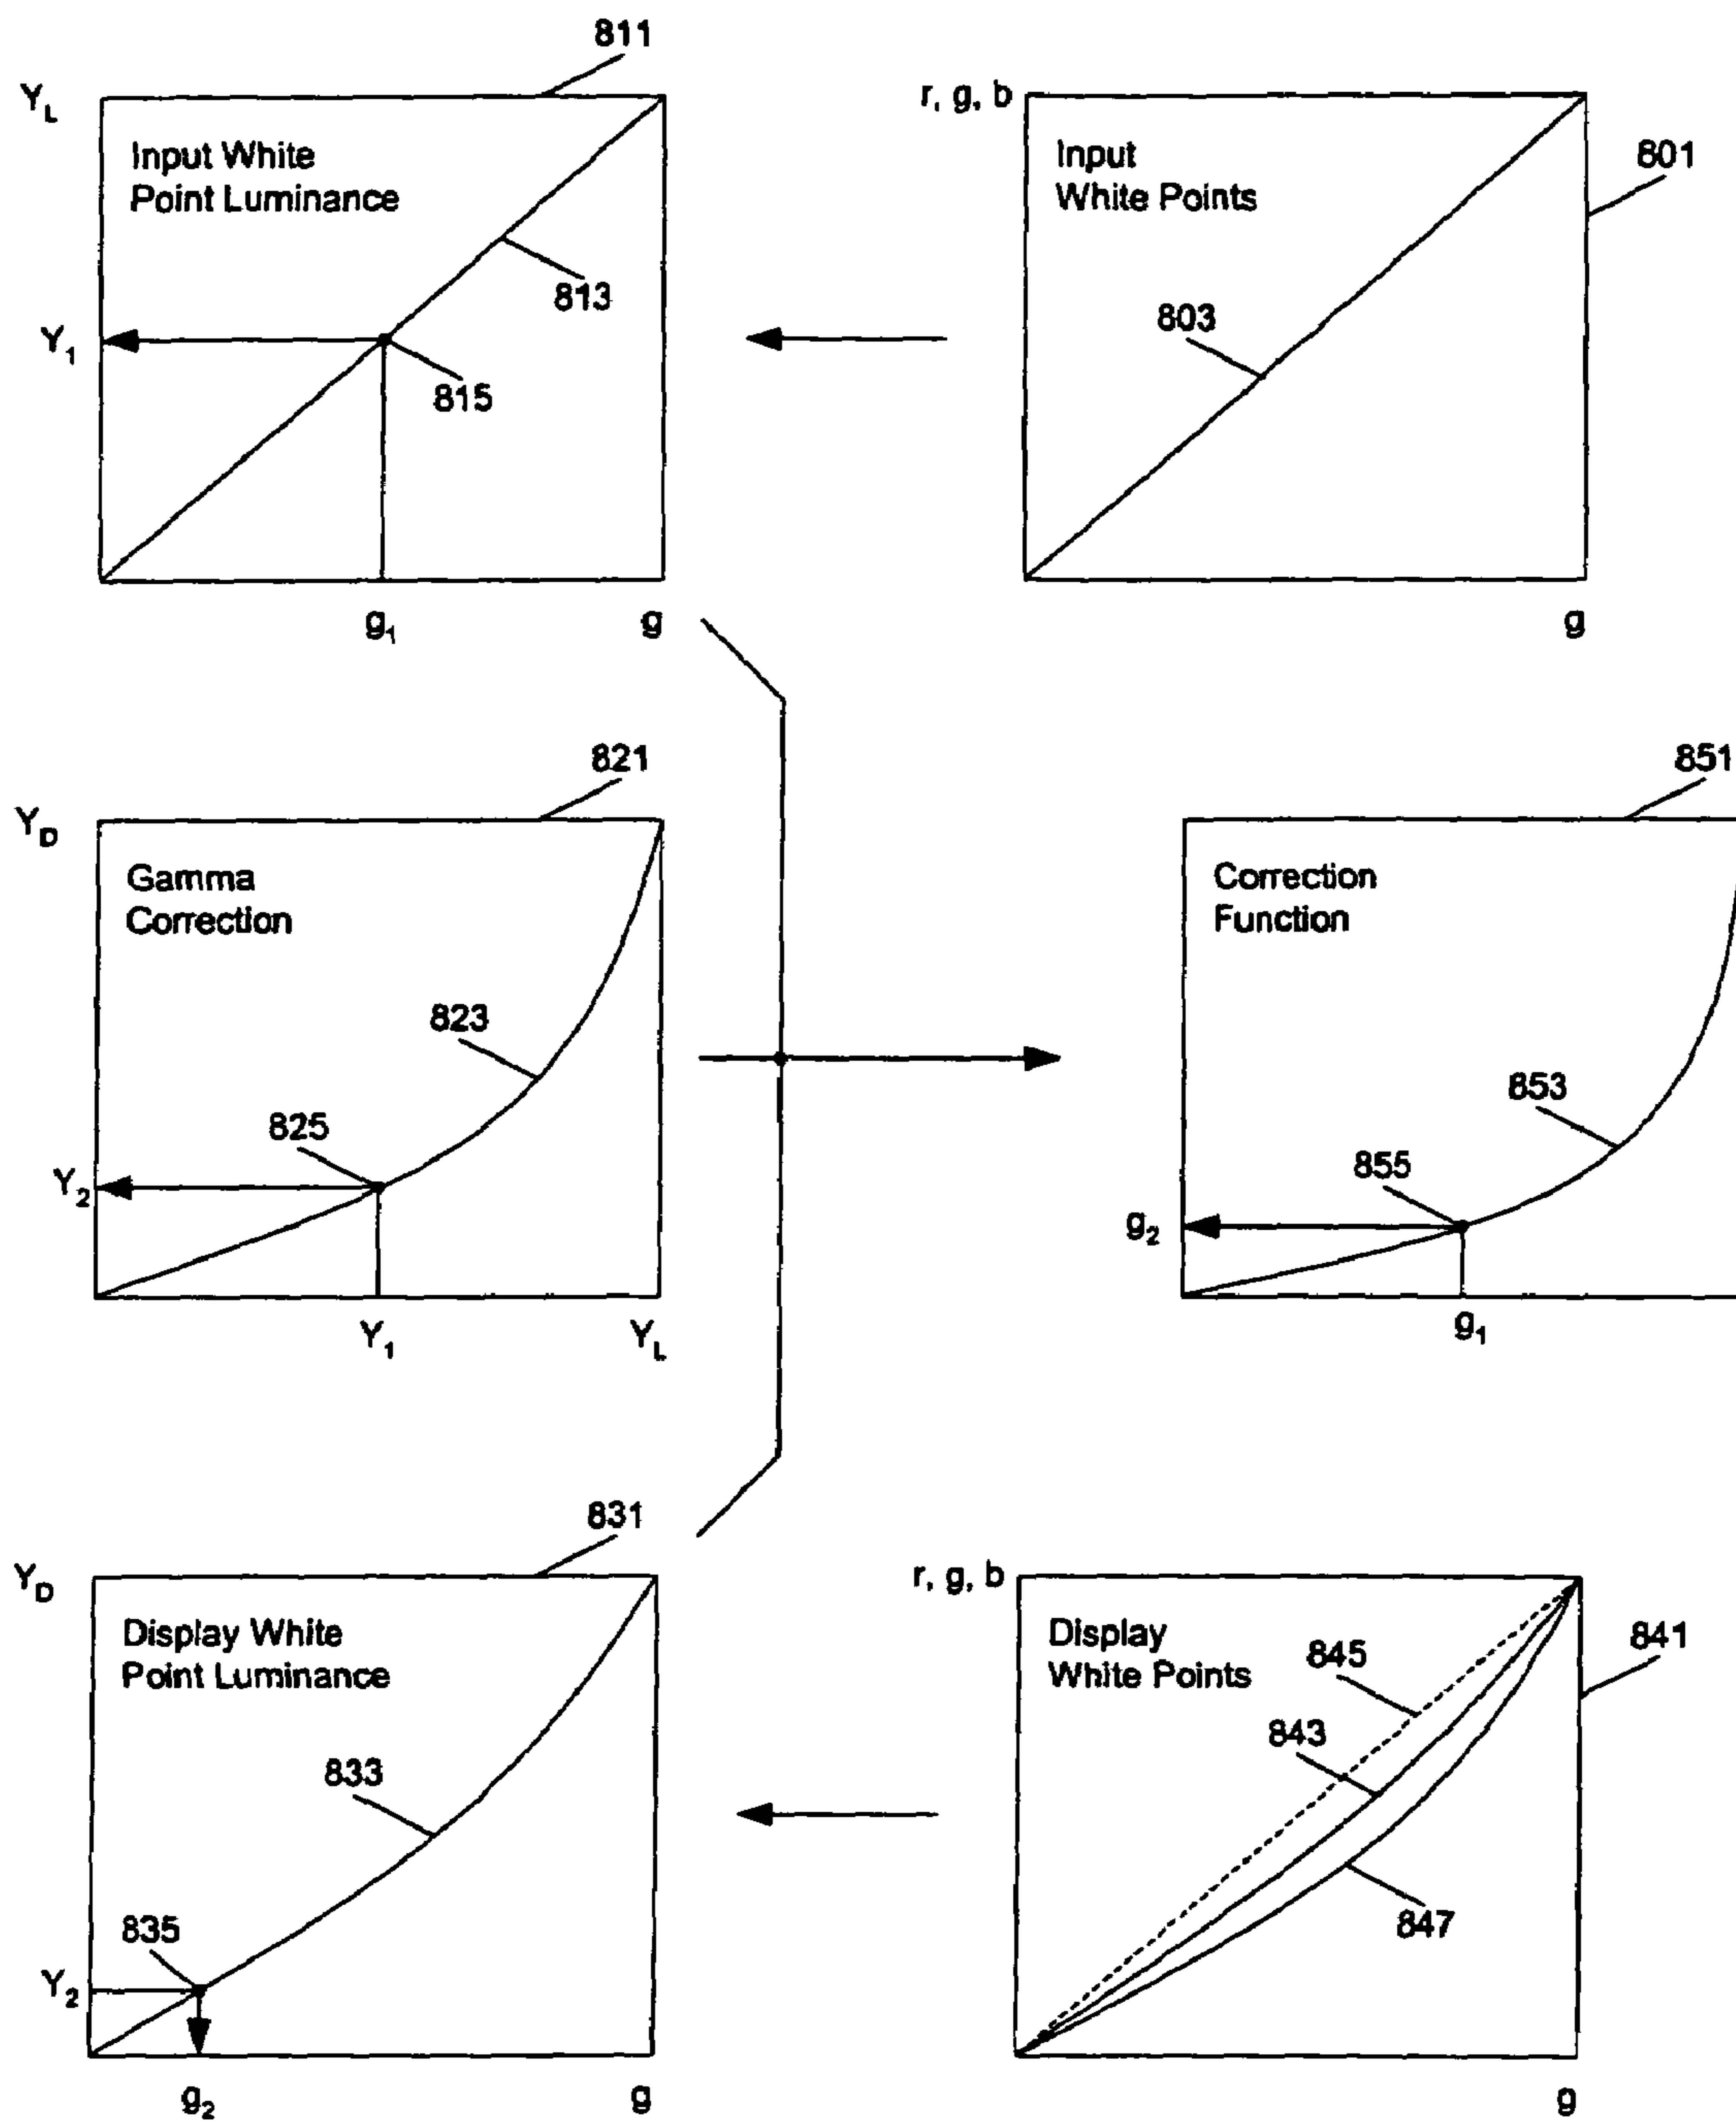 811
Y_L
Input White
Point Luminance
813
Y_1
815
g_1
g
r, g, b
Input
White Points
801
803
g
821
Y_D
Gamma
Correction
823
825
Y_2
Y_1
Y_L
851
Correction
Function
853
855
g_2
g_1
831
Y_D
Display White
Point Luminance
833
835
Y_2
g_2
g
r, g, b
Display
White Points
841
845
843
847
g